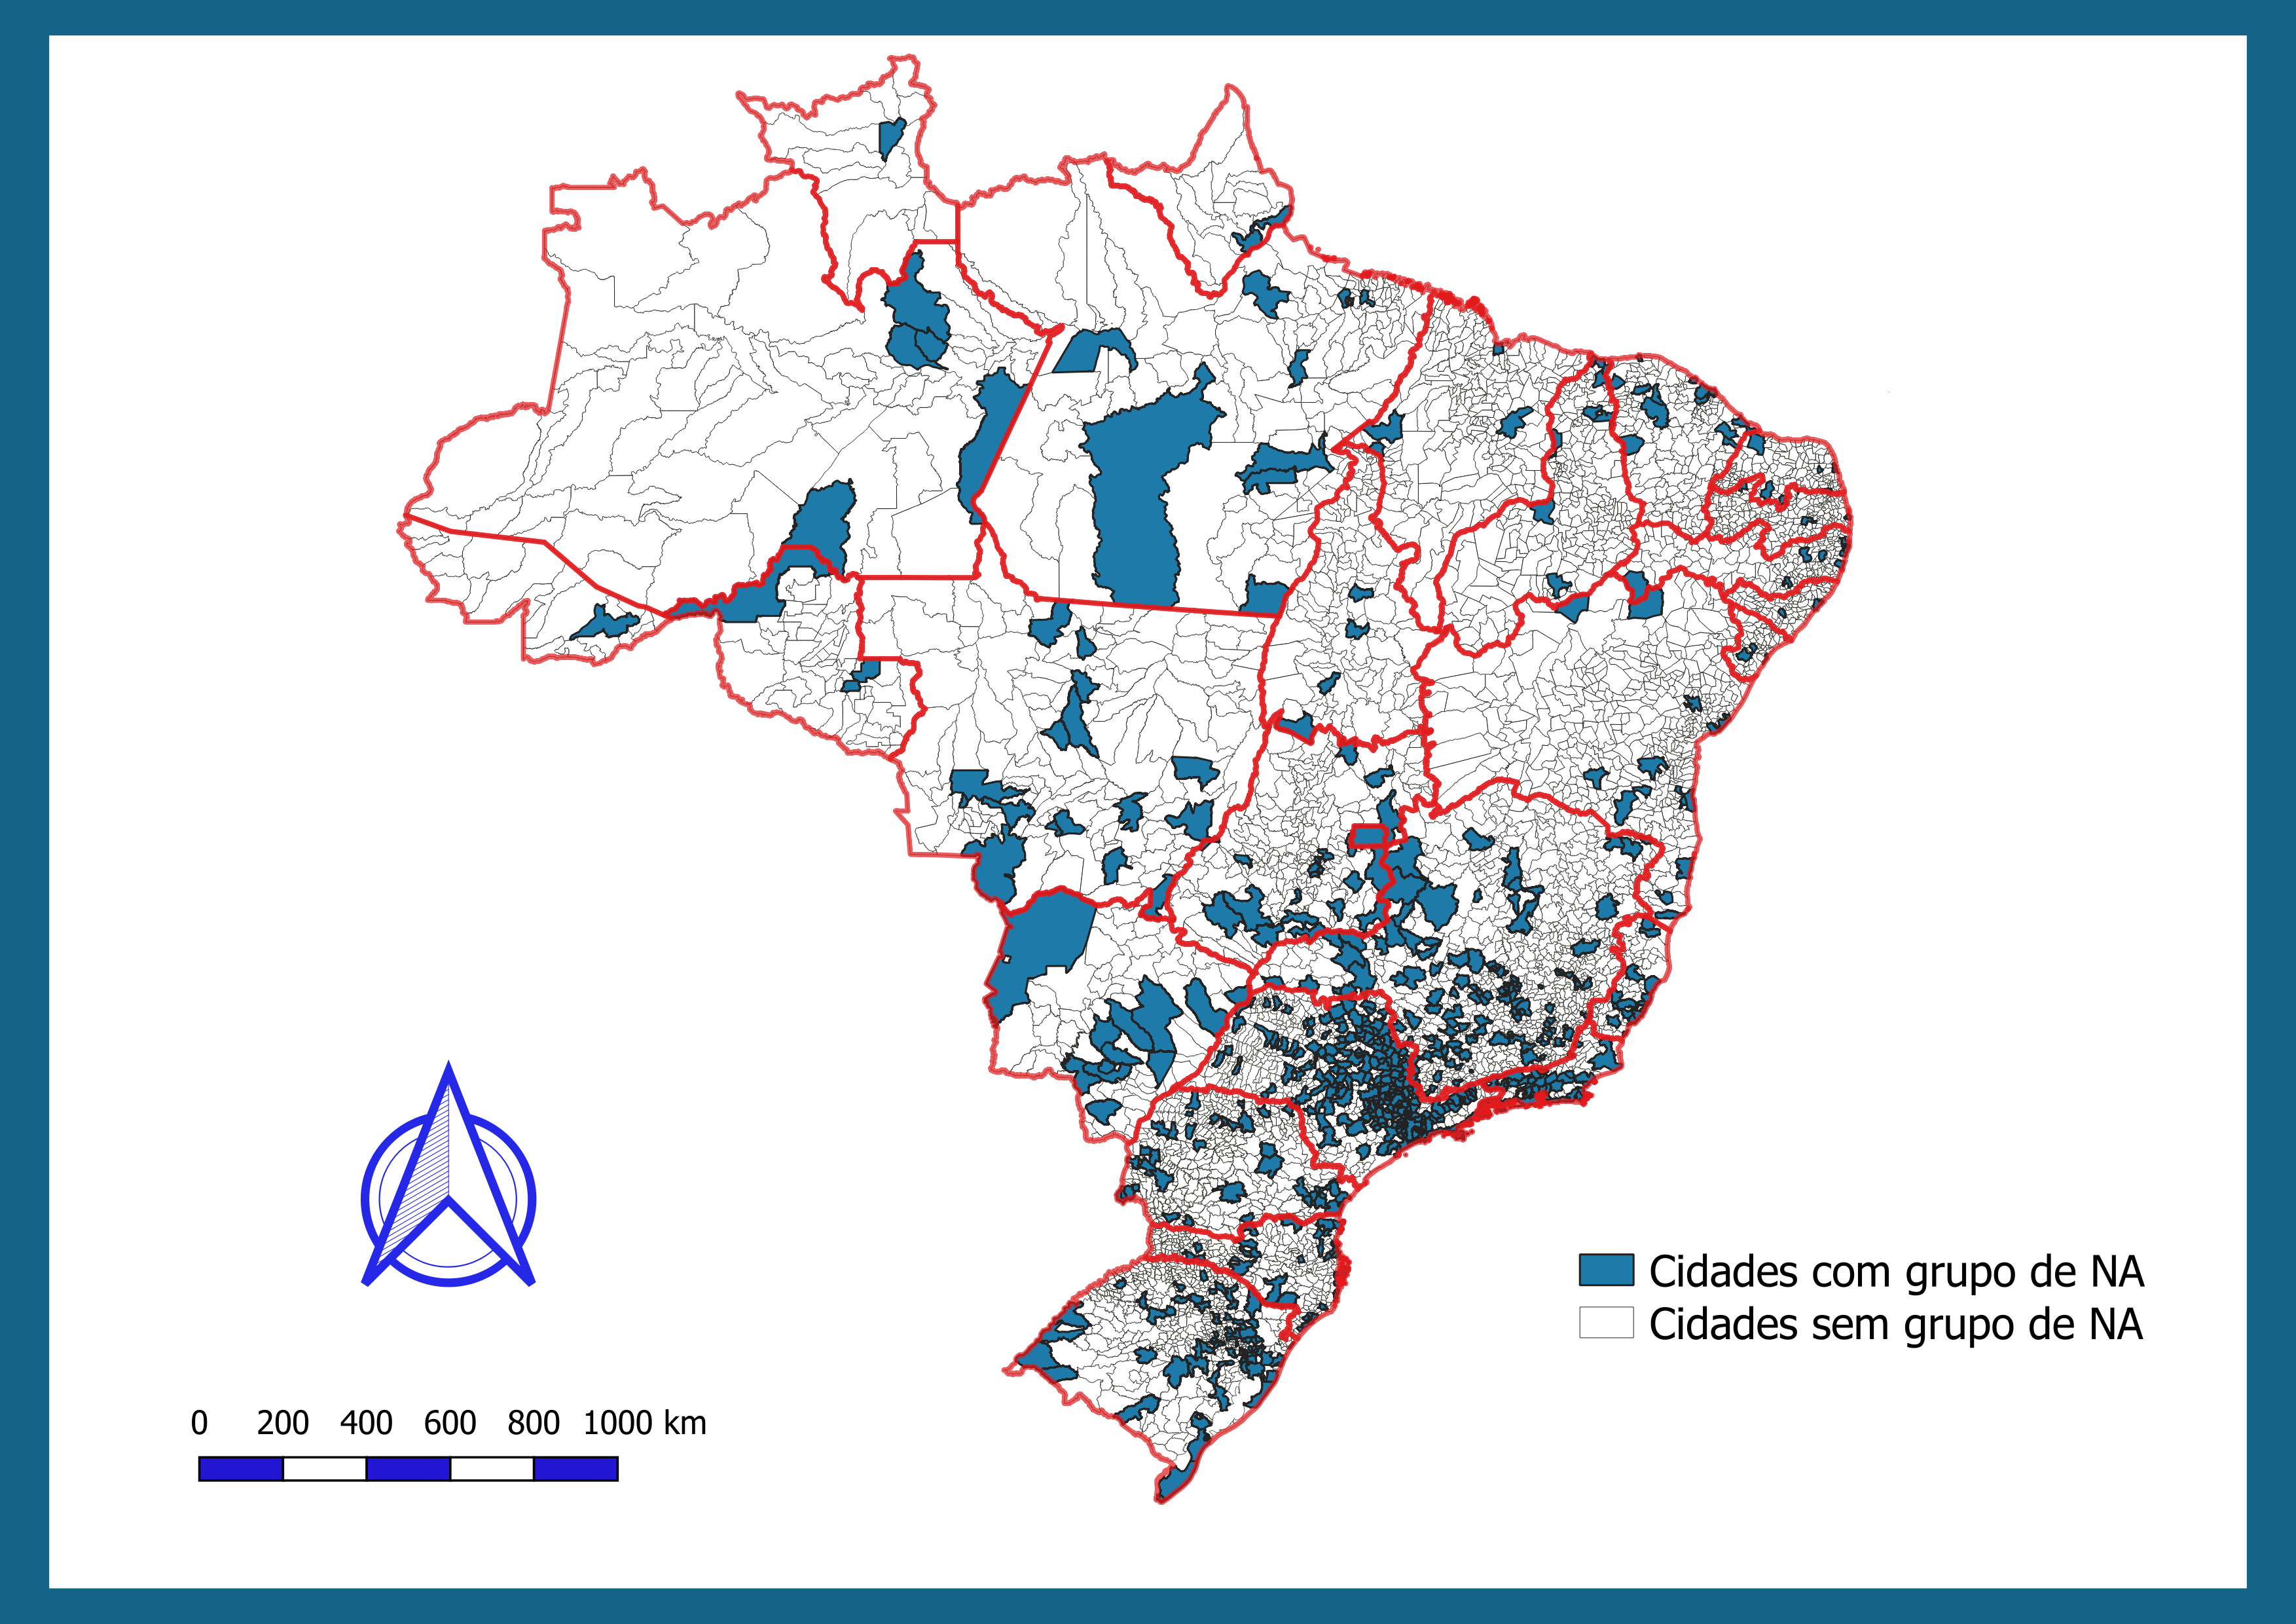 Cidades com grupo de NA
Cidades sem grupo de NA
0 200 400 600 800 1000 km